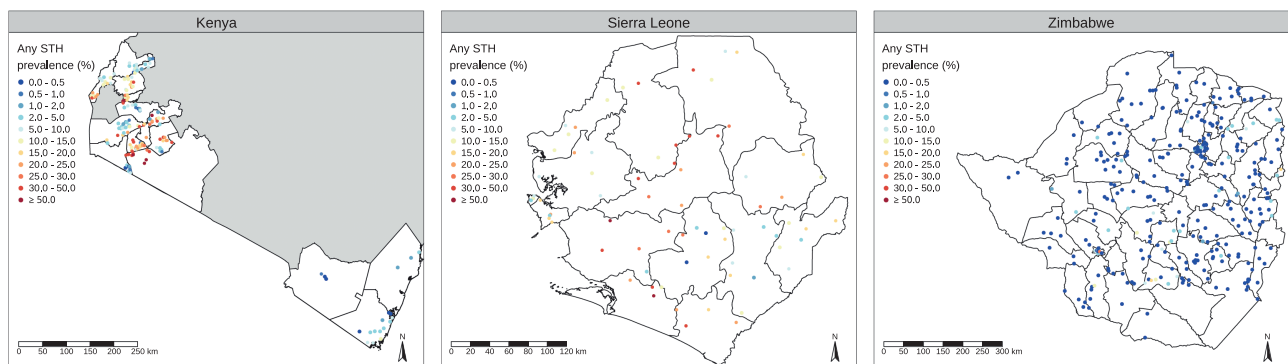 Kenya
Any STH
prevalence (%)
0.0 - 0.5
0.5 - 1,0
1,0 - 2,0
2.0 - 5.0
5.0 - 10.0
10.0 - 15.0
15.0 - 20.0
20.0 - 25.0
25.0 - 30.0
30.0 - 50.0
≥ 50.0
0 50 100 150 200 250 km
N
Sierra Leone
Any STH
prevalence (%)
0.0 - 0.5
0.5 - 1,0
1,0 - 2,0
2.0 - 5.0
5.0 - 10.0
10.0 - 15.0
15.0 - 20.0
20.0 - 25.0
25.0 - 30.0
30.0 - 50.0
≥ 50.0
0 20 40 60 80 100 120 km
N
Zimbabwe
Any STH
prevalence (%)
0.0 - 0.5
0.5 - 1.0
1.0 - 2.0
2.0 - 5.0
5.0 - 10.0
10.0 - 15.0
15.0 - 20.0
20.0 - 25.0
25.0 - 30.0
30.0 - 50.0
≥ 50.0
0 50 100 150 200 250 300 km
N